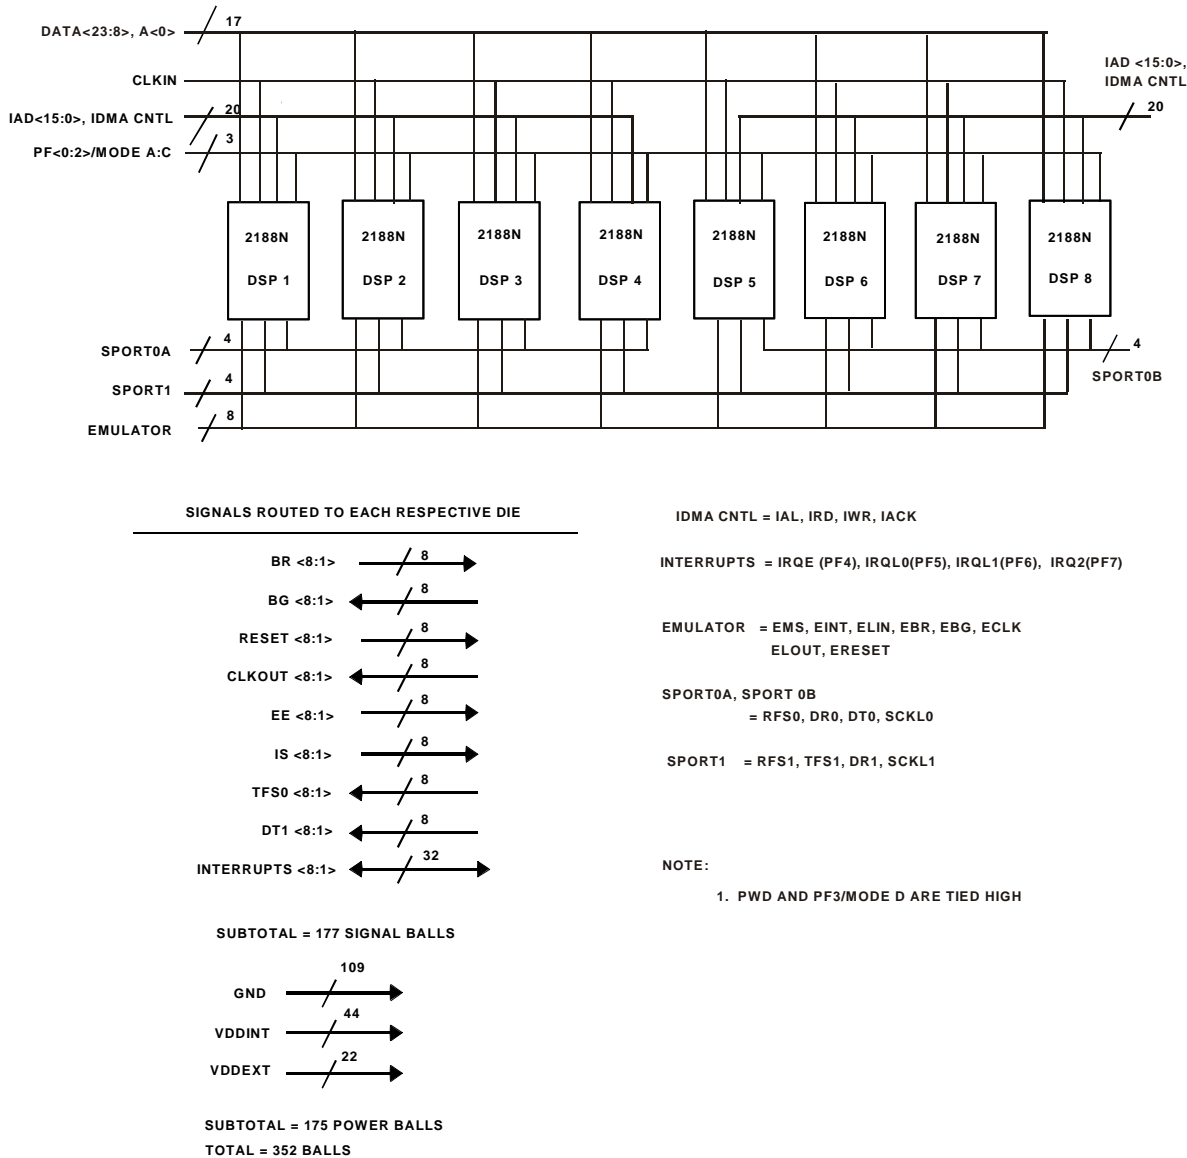 DATA<23:8>, A<0>
17
CLKIN
IAD <15:0>,
IDMA CNTL
IAD<15:0>, IDMA CNTL
20
20
PF<0:2>/MODE A:C
3
2188N
DSP 1
2188N
DSP 2
2188N
DSP 3
2188N
DSP 4
2188N
DSP 5
2188N
DSP 6
2188N
DSP 7
2188N
DSP 8
SPORT0A
4
4
SPORT0B
SPORT1
4
EMULATOR
8
SIGNALS ROUTED TO EACH RESPECTIVE DIE
BR <8:1>
8
BG <8:1>
8
RESET <8:1>
8
CLKOUT <8:1>
8
EE <8:1>
8
IS <8:1>
8
TFS0 <8:1>
8
DT1 <8:1>
8
INTERRUPTS <8:1>
32
SUBTOTAL = 177 SIGNAL BALLS
GND
109
VDDINT
44
VDDEXT
22
SUBTOTAL = 175 POWER BALLS
TOTAL = 352 BALLS
IDMA CNTL = IAL, IRD, IWR, IACK
INTERRUPTS = IRQE (PF4), IRQL0(PF5), IRQL1(PF6), IRQ2(PF7)
EMULATOR = EMS, EINT, ELIN, EBR, EBG, ECLK
ELOUT, ERESET
SPORT0A, SPORT 0B
= RFS0, DR0, DT0, SCKL0
SPORT1 = RFS1, TFS1, DR1, SCKL1
NOTE:
1. PWD AND PF3/MODE D ARE TIED HIGH